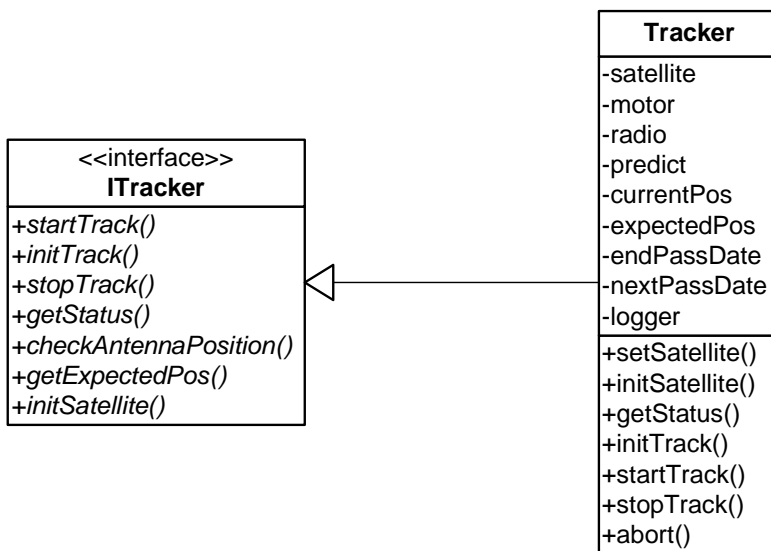 <<interface>>
ITracker
+startTrack()
+initTrack()
+stopTrack()
+getStatus()
+checkAntennaPosition()
+getExpectedPos()
+initSatellite()
Tracker
-satellite
-motor
-radio
-predict
-currentPos
-expectedPos
-endPassDate
-nextPassDate
-logger
+setSatellite()
+initSatellite()
+getStatus()
+initTrack()
+startTrack()
+stopTrack()
+abort()